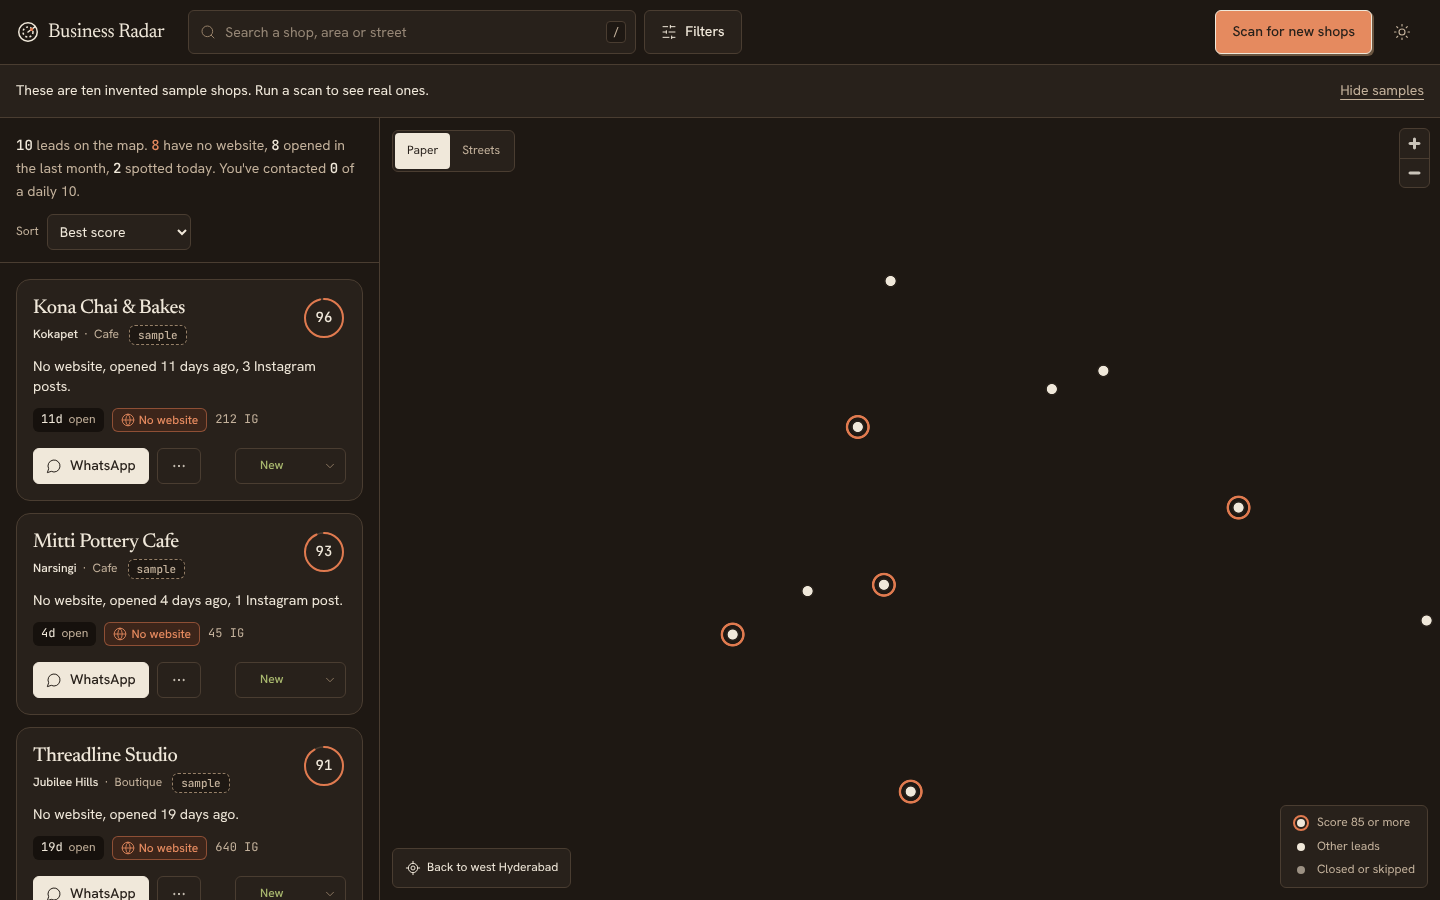 Business Radar
Search a shop, area or street
/
Filters
Scan for new shops
These are ten invented sample shops. Run a scan to see real ones.
Hide samples
10 leads on the map. 8 have no website, 8 opened in
the last month, 2 spotted today. You've contacted 0 of
a daily 10.
Sort
Best score
Kona Chai & Bakes
96
Kokapet · Cafe sample
No website, opened 11 days ago, 3 Instagram
posts.
11d open
No website
212 IG
WhatsApp
...
New
Mitti Pottery Cafe
93
Narsingi · Cafe sample
No website, opened 4 days ago, 1 Instagram post.
4d open
No website
45 IG
WhatsApp
...
New
Threadline Studio
91
Jubilee Hills · Boutique sample
No website, opened 19 days ago.
19d open
No website
640 IG
WhatsApp
...
New
Paper
Streets
+
−
Back to west Hyderabad
Score 85 or more
Other leads
Closed or skipped